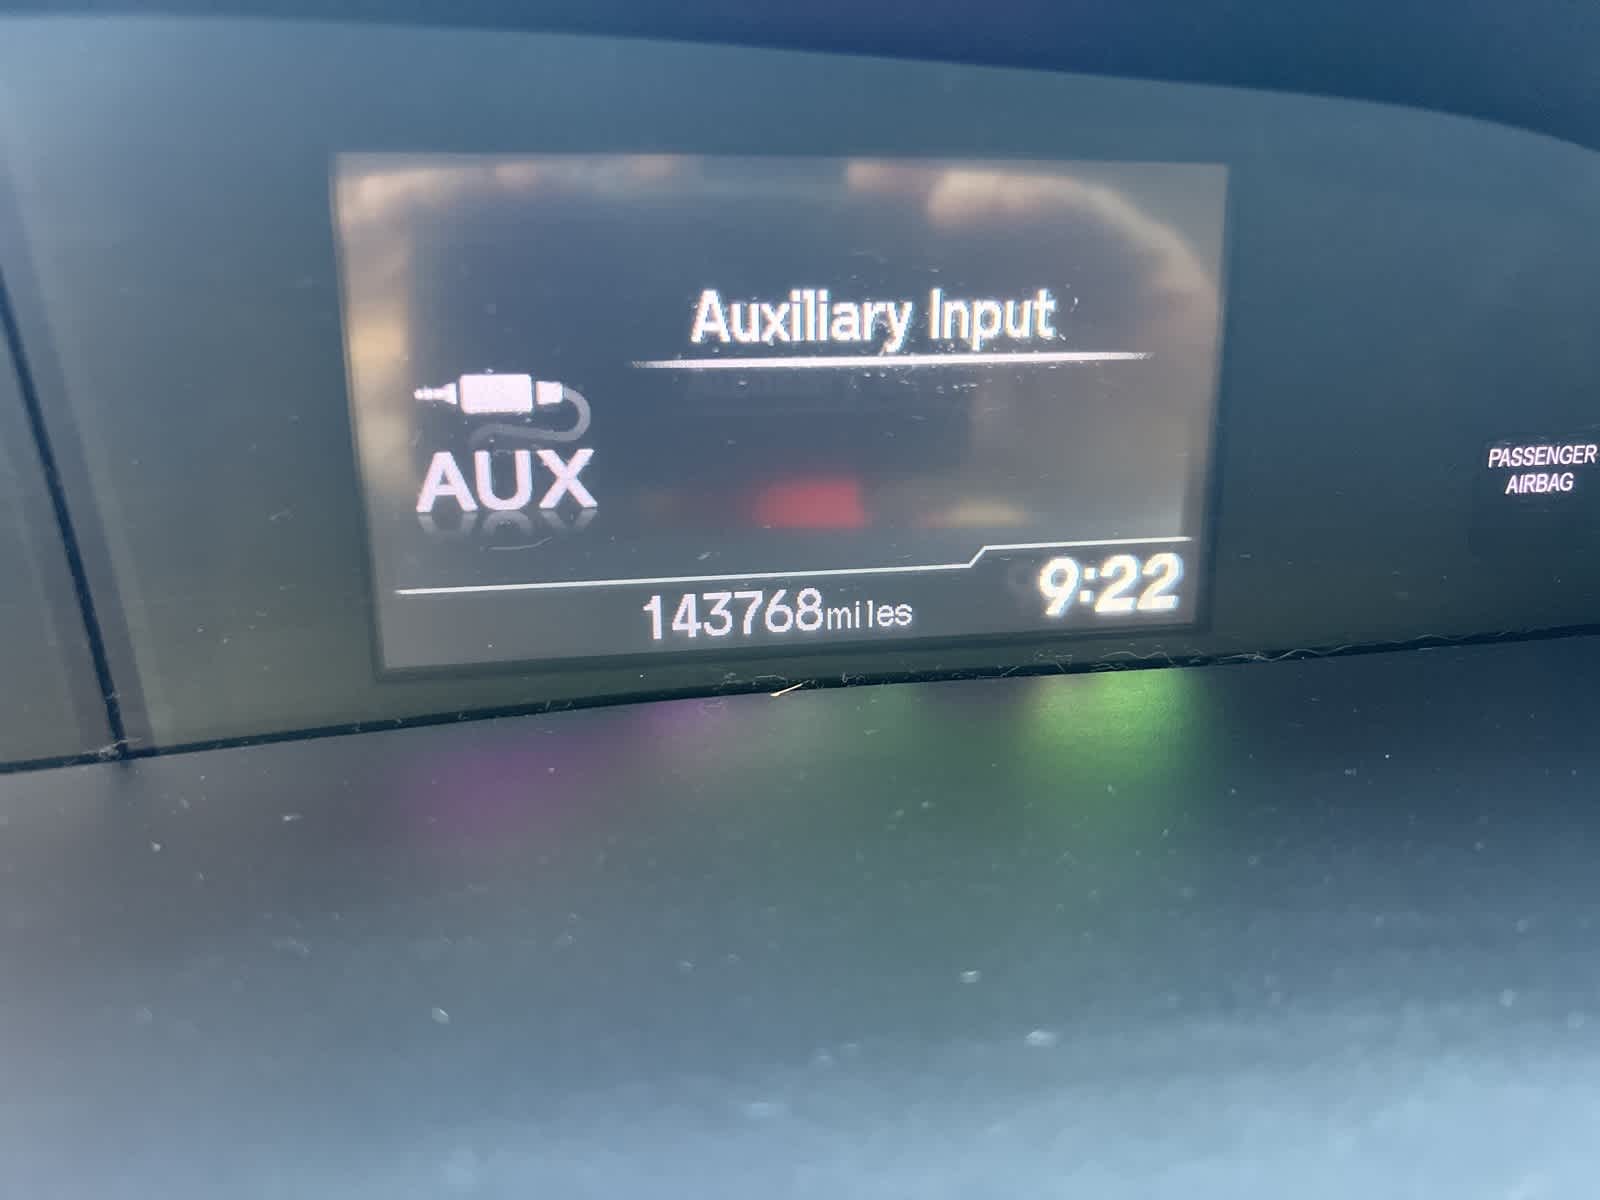 Auxiliary Input
AUX
143768miles
9:22
PASSENGER
AIRBAG